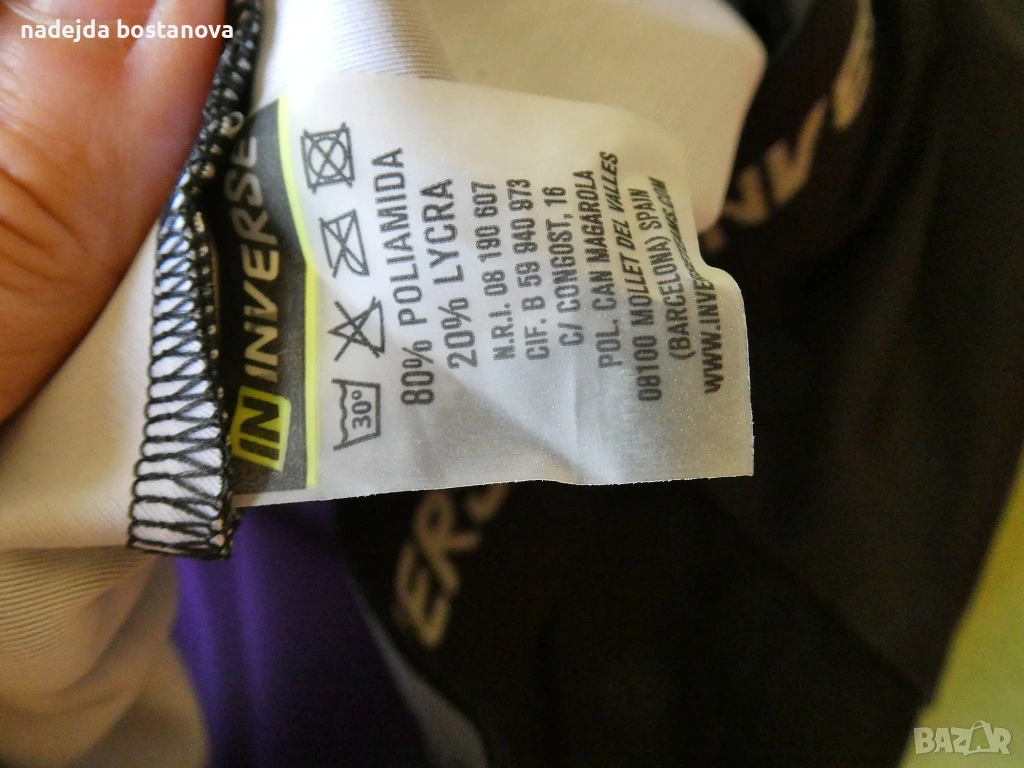 nadejda bostanova
IN INVERSE
30°
80% POLIAMIDA
20% LYCRA
N.R.I. 08 190 607
CIF. B 59 940 973
C/ CONGOST, 16
POL. CAN MAGAROLA
08100 MOLLET DEL VALLES
(BARCELONA) SPAIN
BAZAR